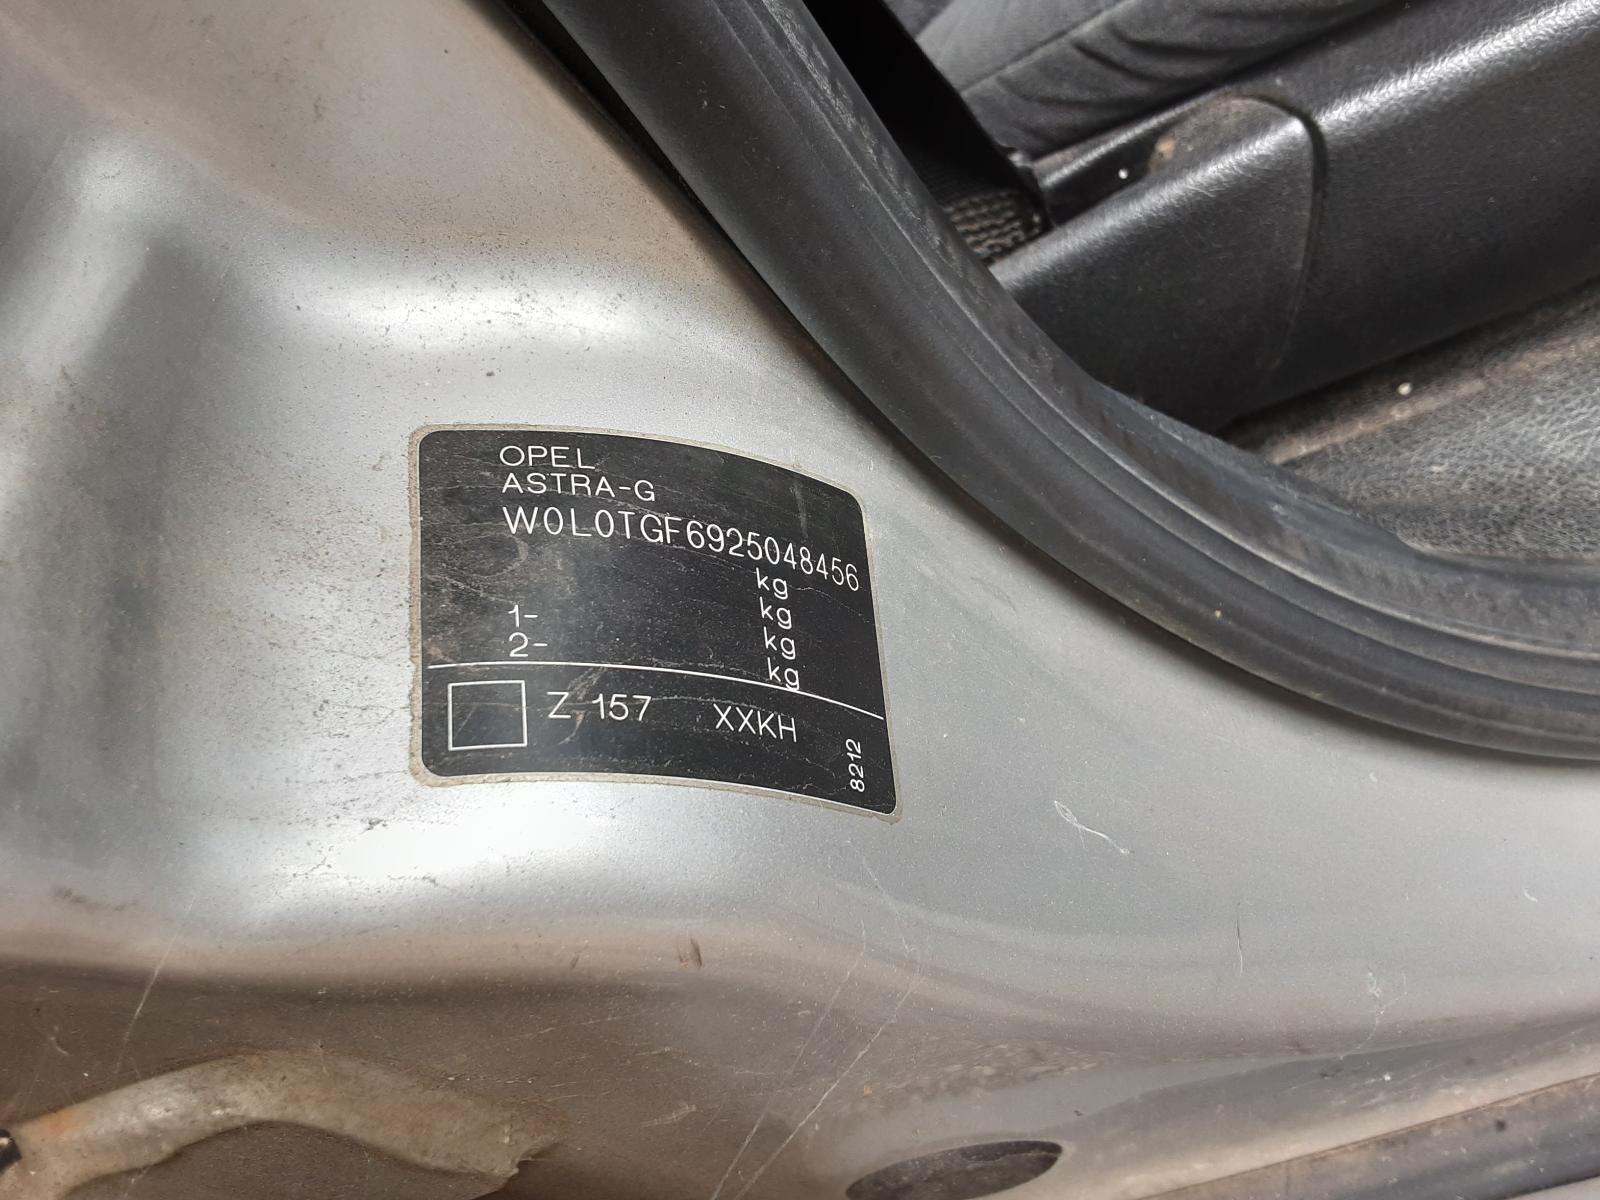 OPEL
ASTRA-G
W0L0TGF6925048456
kg
1- kg
2- kg
kg
Z 157 XXKH
8212